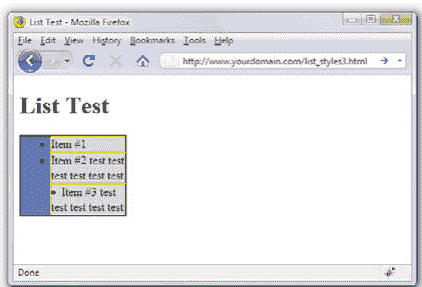 List Test - Mozilla Firefox
File Edit View History Bookmarks Tools Help
http://www.yourdomain.com/list_styles3.html
List Test
• Item #1
• Item #2 test test
test test test test
• Item #3 test
test test test test
Done